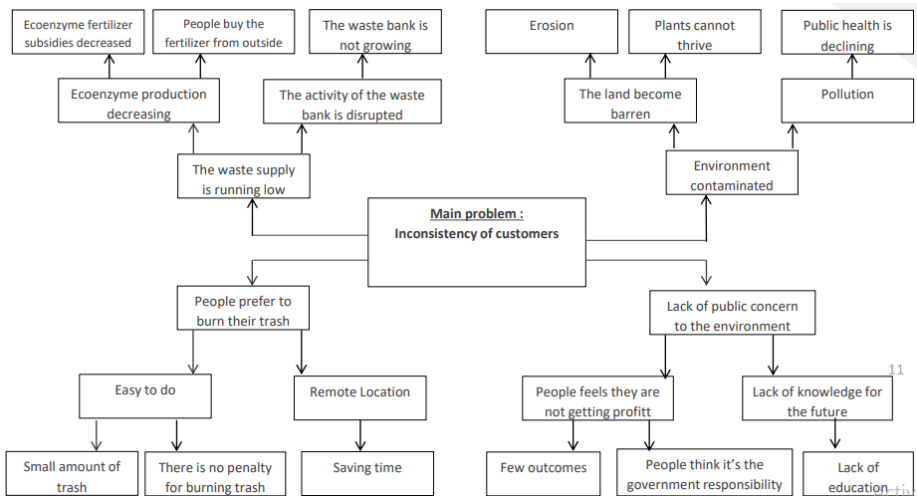 Ecoenzyme fertilizer
subsidies decreased
People buy the
fertilizer from outside
The waste bank is
not growing
Erosion
Plants cannot
thrive
Public health is
declining
Ecoenzyme production
decreasing
The activity of the waste
bank is disrupted
The land become
barren
Pollution
The waste supply
is running low
Environment
contaminated
Main problem :
Inconsistency of customers
People prefer to
burn their trash
Lack of public concern
to the environment
11
Easy to do
Remote Location
People feels they are
not getting profitt
Lack of knowledge for
the future
Small amount of
trash
There is no penalty
for burning trash
Saving time
Few outcomes
People think it's the
government responsibility
Lack of
education